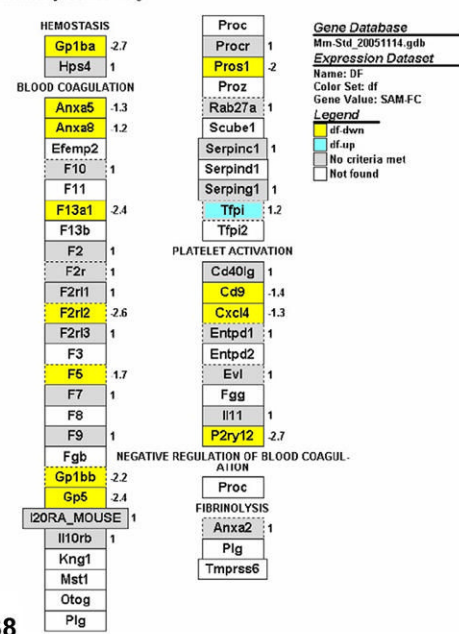 HEMOSTASIS
Gp1ba -2.7
Hps4 1
BLOOD COAGULATION
Anxa5 -1.3
Anxa8 -1.2
Efemp2
F10 1
F11
F13a1 -2.4
F13b
F2 1
F2r 1
F2rl1 1
F2rl2 -2.6
F2rl3 1
F3
F5 -1.7
F7 1
F8
F9 1
Fgb
Gp1bb -2.2
Gp5 -2.4
I20RA_MOUSE 1
Il10rb 1
Kng1
Mst1
Otog
Plg
Proc
Procr 1
Pros1 -2
Proz
Rab27a 1
Scube1
Serpinc1 1
Serpind1
Serping1 1
Tfpi 1.2
Tfpi2
PLATELET ACTIVATION
Cd40lg 1
Cd9 -1.4
Cxcl4 -1.3
Entpd1 1
Entpd2
Evl 1
Fgg
Il11 1
P2ry12 -2.7
NEGATIVE REGULATION OF BLOOD COAGUL-
ATION
Proc
FIBRINOLYSIS
Anxa2 1
Plg
Tmprss6
Gene Database
Mm-Std_20051114.gdb
Expression Dataset
Name: DF
Color Set: df
Gene Value: SAM-FC
Legend
df-dwn
df-up
No criteria met
Not found